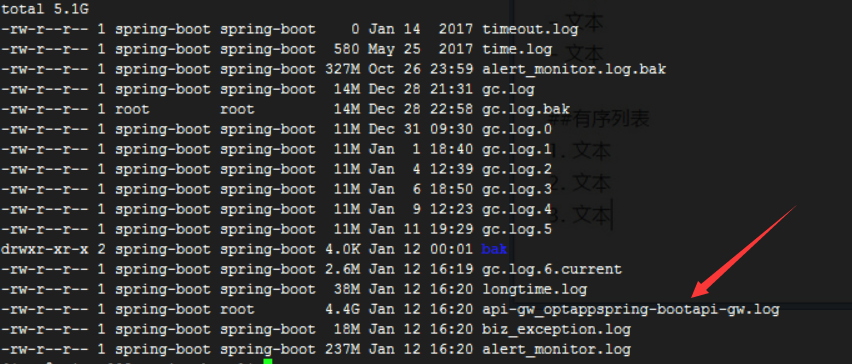 total 5.1G
-rw-r--r-- 1 spring-boot spring-boot 0 Jan 14 2017 timeout.log
-rw-r--r-- 1 spring-boot spring-boot 580 May 25 2017 time.log
文本
-rw-r--r-- 1 spring-boot spring-boot 327M Oct 26 23:59 alert_monitor.log.bak
文本
-rw-r--r-- 1 spring-boot spring-boot 14M Dec 28 21:31 gc.log
-rw-r--r-- 1 root root 14M Dec 28 22:58 gc.log.bak
##有序列表
-rw-r--r-- 1 spring-boot spring-boot 11M Dec 31 09:30 gc.log.0
-rw-r--r-- 1 spring-boot spring-boot 11M Jan 1 18:40 gc.log.1
1. 文本
-rw-r--r-- 1 spring-boot spring-boot 11M Jan 4 12:39 gc.log.2
-rw-r--r-- 1 spring-boot spring-boot 11M Jan 6 18:50 gc.log.3
2. 文本
-rw-r--r-- 1 spring-boot spring-boot 11M Jan 9 12:23 gc.log.4
3. 文本
-rw-r--r-- 1 spring-boot spring-boot 11M Jan 11 19:29 gc.log.5
drwxr-xr-x 2 spring-boot spring-boot 4.0K Jan 12 00:01 bak
-rw-r--r-- 1 spring-boot spring-boot 2.6M Jan 12 16:19 gc.log.6.current
-rw-r--r-- 1 spring-boot spring-boot 38M Jan 12 16:20 longtime.log
-rw-r--r-- 1 spring-boot root 4.4G Jan 12 16:20 api-gw_optappspring-bootapi-gw.log
-rw-r--r-- 1 spring-boot spring-boot 18M Jan 12 16:20 biz_exception.log
-rw-r--r-- 1 spring-boot spring-boot 237M Jan 12 16:20 alert_monitor.log